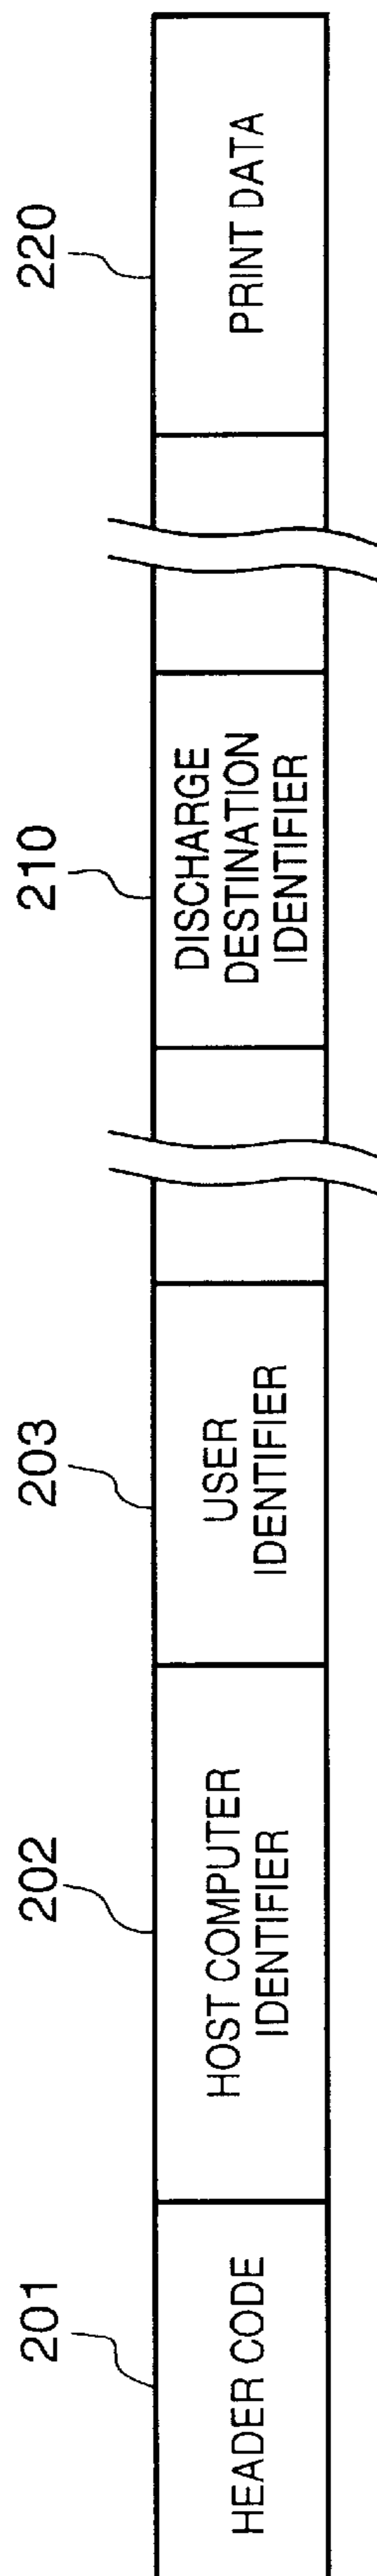 201
HEADER CODE
202
HOST COMPUTER
IDENTIFIER
203
USER
IDENTIFIER
210
DISCHARGE
DESTINATION
IDENTIFIER
220
PRINT DATA